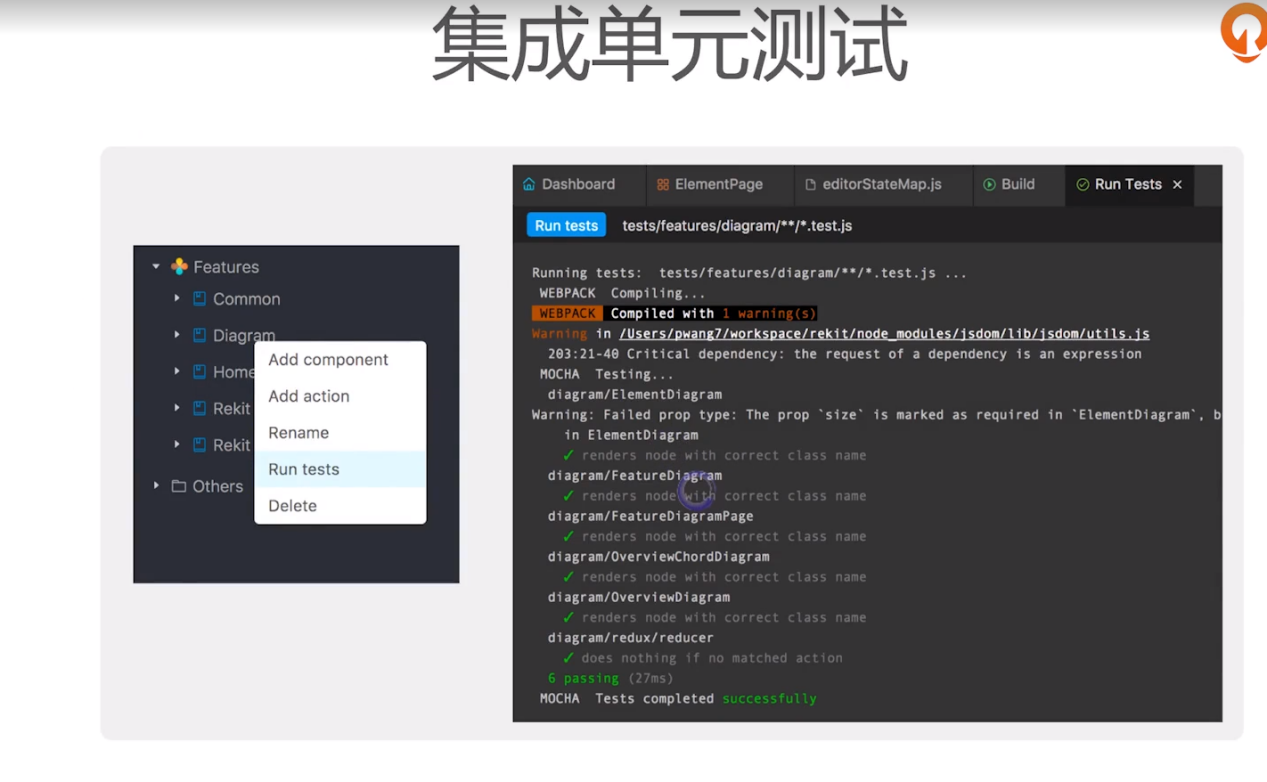 集成单元测试
Features
Common
Diagram
Home
Rekit
Rekit
Others
Add component
Add action
Rename
Run tests
Delete
Dashboard ElementPage editorStateMap.js Build Run Tests ×
Run tests tests/features/diagram/**/*.test.js
Running tests: tests/features/diagram/**/*.test.js ...
WEBPACK Compiling...
WEBPACK Compiled with 1 warning(s)
Warning in /Users/pwang7/workspace/rekit/node_modules/jsdom/lib/jsdom/utils.js
203:21-40 Critical dependency: the request of a dependency is an expression
MOCHA Testing...
diagram/ElementDiagram
Warning: Failed prop type: The prop `size` is marked as required in `ElementDiagram`, b
in ElementDiagram
✓ renders node with correct class name
diagram/FeatureDiagram
✓ renders node with correct class name
diagram/FeatureDiagramPage
✓ renders node with correct class name
diagram/OverviewChordDiagram
✓ renders node with correct class name
diagram/OverviewDiagram
✓ renders node with correct class name
diagram/redux/reducer
✓ does nothing if no matched action
6 passing (27ms)
MOCHA Tests completed successfully